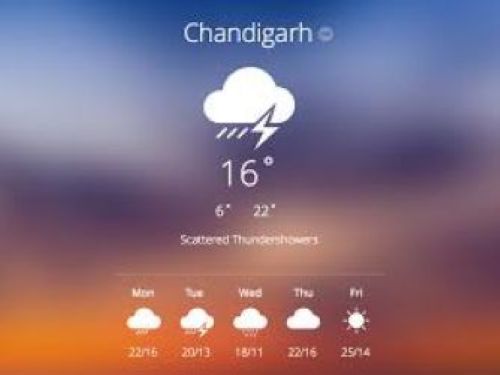 Chandigarh
16°
6° 22°
Scattered Thundershowers
Mon Tue Wed Thu Fri
22/16 20/13 18/11 22/16 25/14